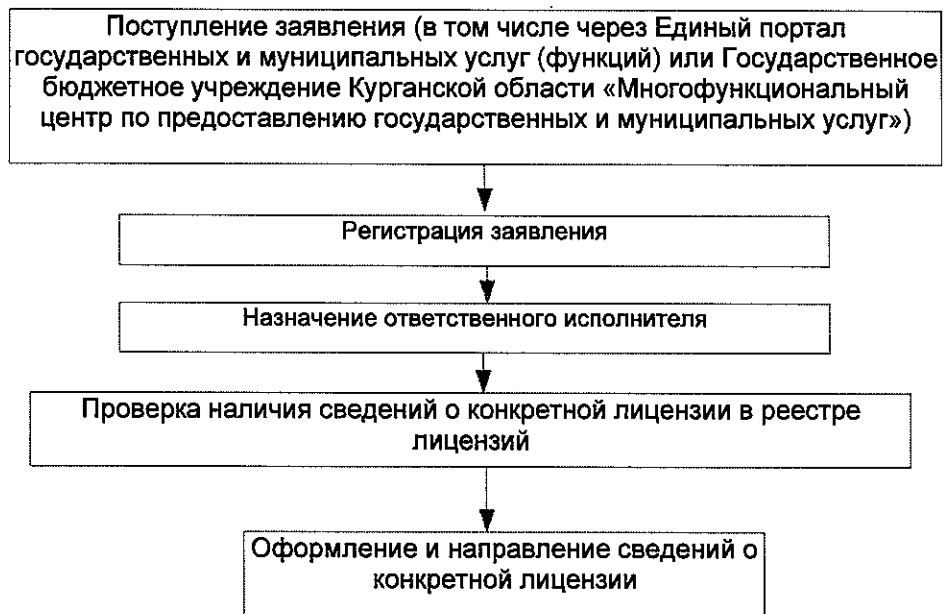 Поступление заявления (в том числе через Единый портал
государственных и муниципальных услуг (функций) или Государственное
бюджетное учреждение Курганской области «Многофункциональный
центр по предоставлению государственных и муниципальных услуг»)
Регистрация заявления
Назначение ответственного исполнителя
Проверка наличия сведений о конкретной лицензии в реестре
лицензий
Оформление и направление сведений о
конкретной лицензии